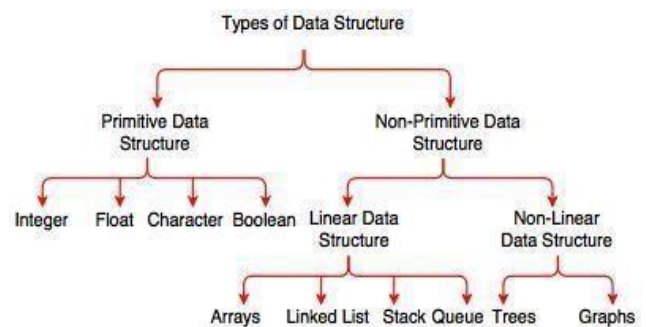 Types of Data Structure
Primitive Data
Structure
Non-Primitive Data
Structure
Integer
Float
Character
Boolean
Linear Data
Structure
Non-Linear
Data Structure
Arrays
Linked List
Stack
Queue
Trees
Graphs